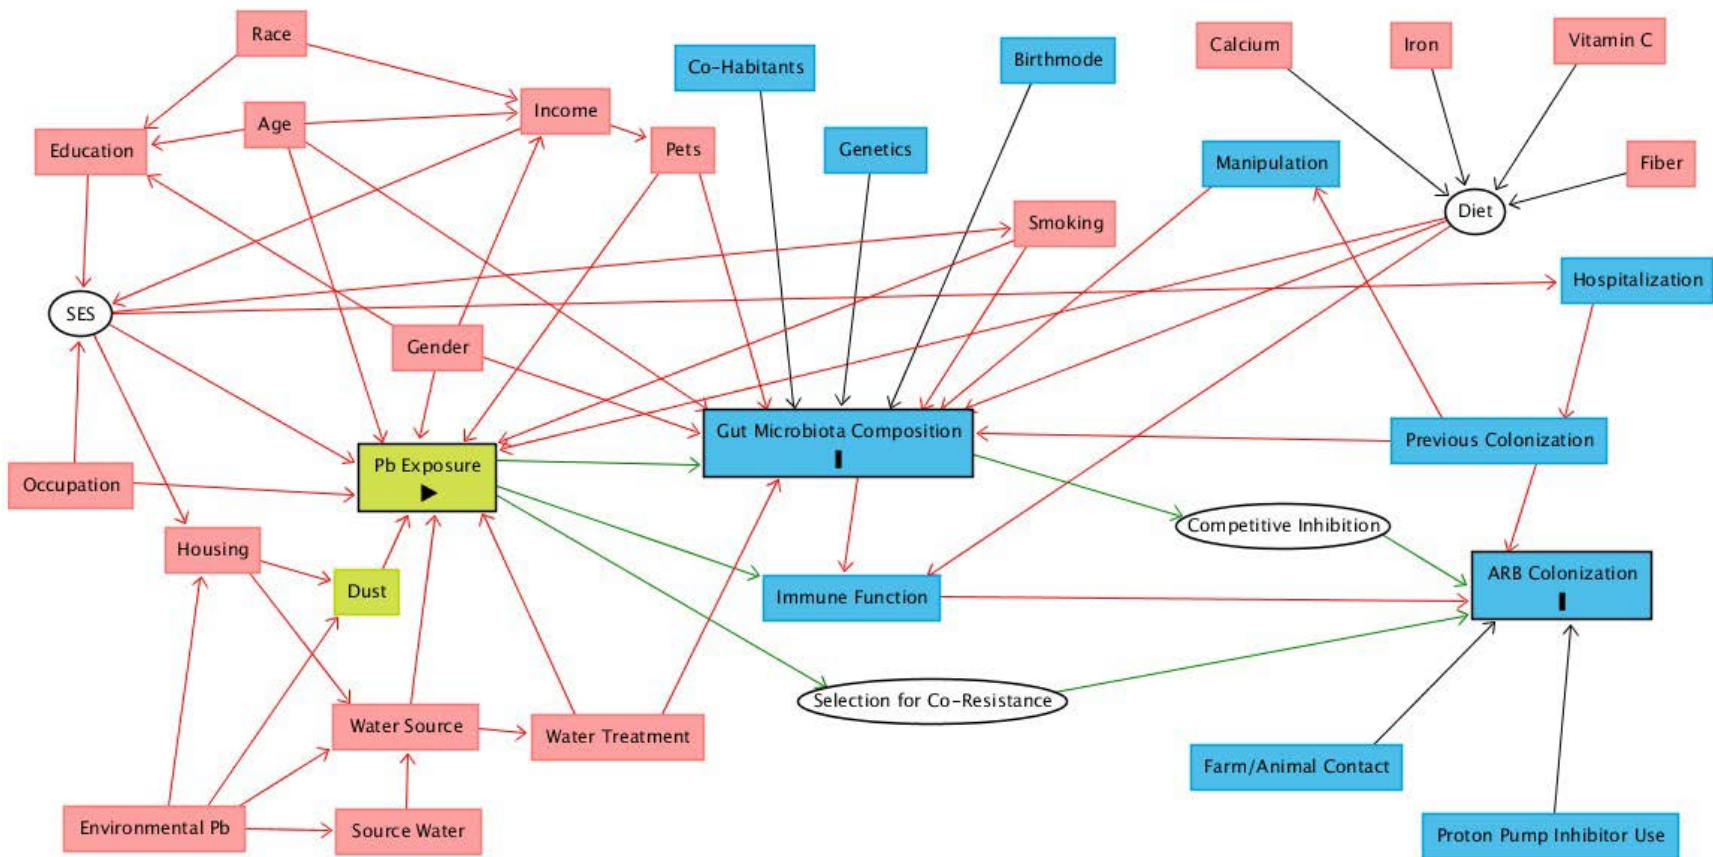 Race
Co-Habitants
Birthmode
Calcium
Iron
Vitamin C
Income
Age
Education
Pets
Genetics
Manipulation
Fiber
Smoking
Diet
Hospitalization
SES
Gender
Gut Microbiota Composition
Previous Colonization
Pb Exposure
Occupation
Competitive Inhibition
Housing
ARB Colonization
Dust
Immune Function
Selection for Co-Resistance
Water Source
Water Treatment
Farm/Animal Contact
Environmental Pb
Source Water
Proton Pump Inhibitor Use